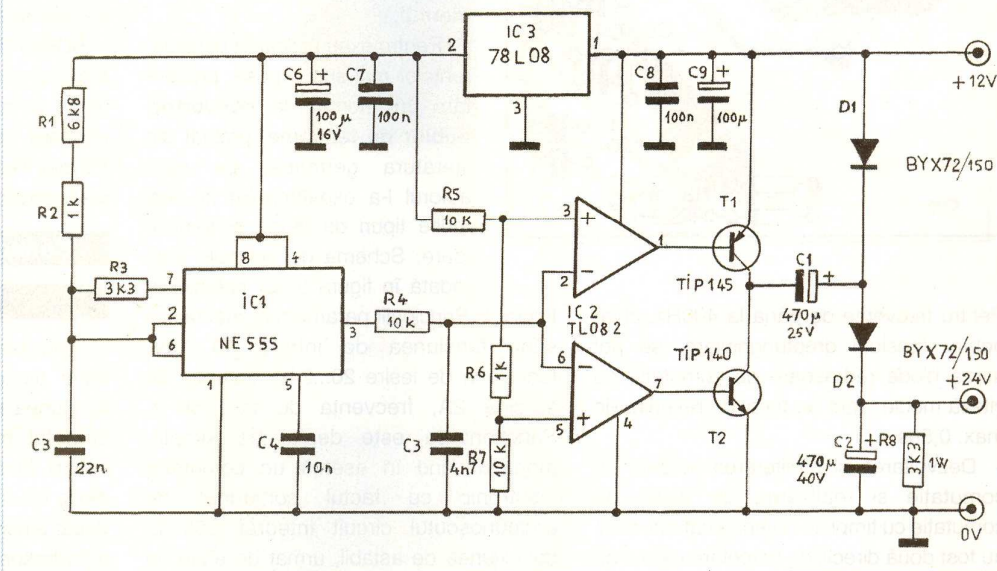 IC 3
78L08
2
1
3
+12V
C6
+
100µ
16V
C7
100n
C8
100n
C9
+
100µ
D1
BYX72/150
R1
6k8
R2
1k
R3
3k3
R5
10k
T1
TiP145
C1
+
470µ
25V
8
4
7
2
6
iC1
NE555
3
1
5
R4
10k
3
+
-
2
1
IC 2
TL082
6
-
+
5
7
4
R6
1k
R7
10k
TiP140
T2
D2
BYX72/150
+24V
C2
+
470µ
40V
R8
3k3
1W
0V
C3
22n
C4
10n
C3
4n7